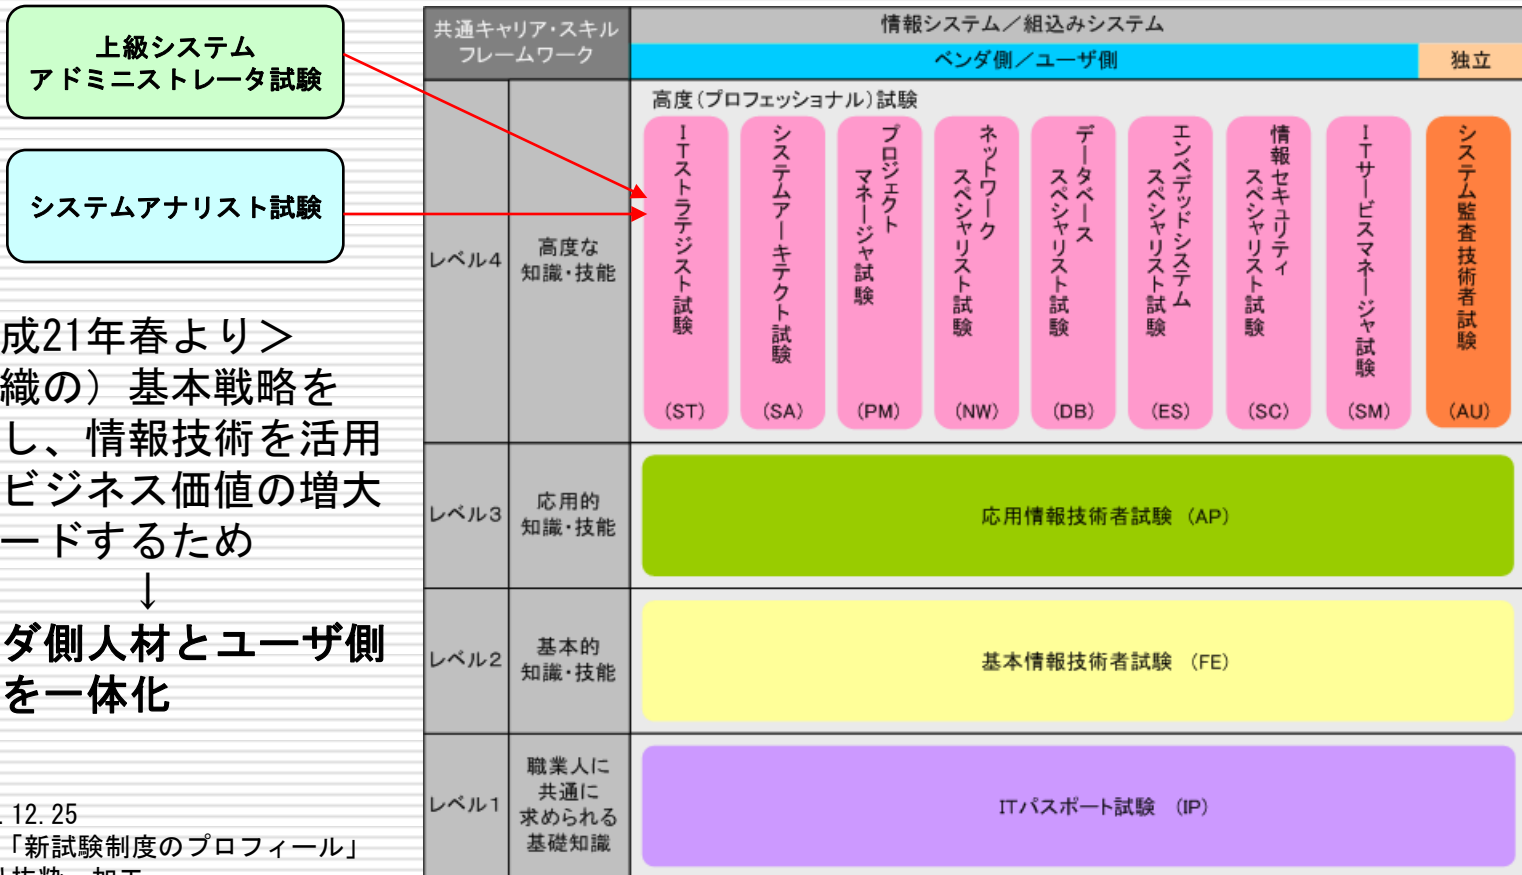 上級システム
アドミニストレータ試験
システムアナリスト試験
成21年春より＞
織の）基本戦略を
し、情報技術を活用
ビジネス価値の増大
ードするため
↓
ダ側人材とユーザ側
を一体化
.12.25
「新試験制度のプロフィール」
共通キャリア・スキル
フレームワーク
情報システム／組込みシステム
ベンダ側／ユーザ側
独立
レベル4
高度な
知識・技能
高度（プロフェッショナル）試験
ITストラテジスト試験
（ST）
システムアーキテクト試験
（SA）
プロジェクト
マネージャ試験
（PM）
ネットワーク
スペシャリスト試験
（NW）
データベース
スペシャリスト試験
（DB）
エンベデッドシステム
スペシャリスト試験
（ES）
情報セキュリティ
スペシャリスト試験
（SC）
ITサービスマネージャ試験
（SM）
システム監査技術者試験
（AU）
レベル3
応用的
知識・技能
応用情報技術者試験 （AP）
レベル2
基本的
知識・技能
基本情報技術者試験 （FE）
レベル1
職業人に
共通に
求められる
基礎知識
ITパスポート試験 （IP）